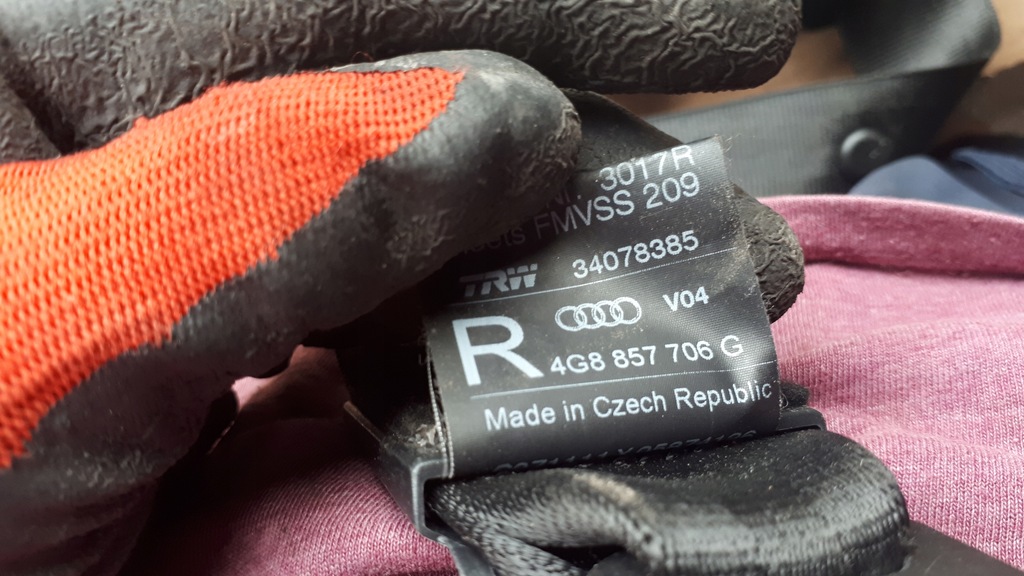 3017R
FMVSS 209
TRW 34078385
R V04
4G8 857 706 G
Made in Czech Republic